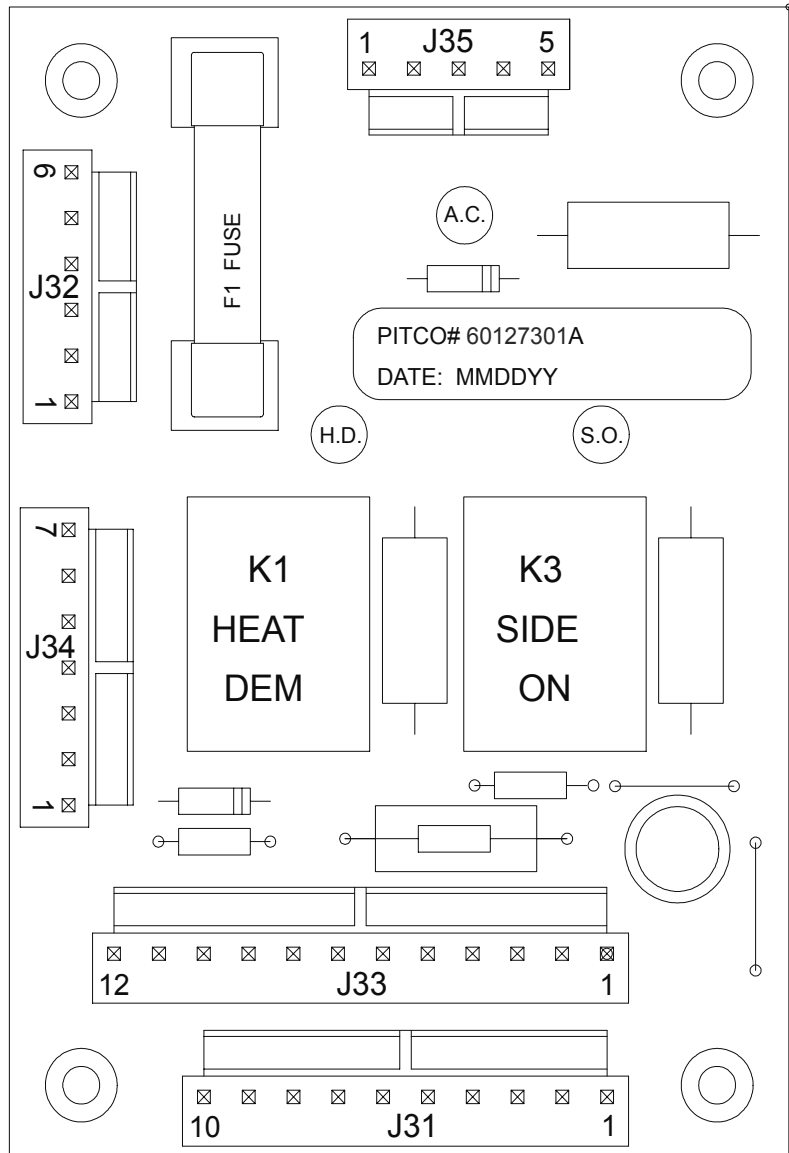 1 J35 5
6
J32
1
F1 FUSE
A.C.
PITCO# 60127301A
DATE: MMDDYY
H.D.
S.O.
7
J34
1
K1
HEAT
DEM
K3
SIDE
ON
12 J33 1
10 J31 1